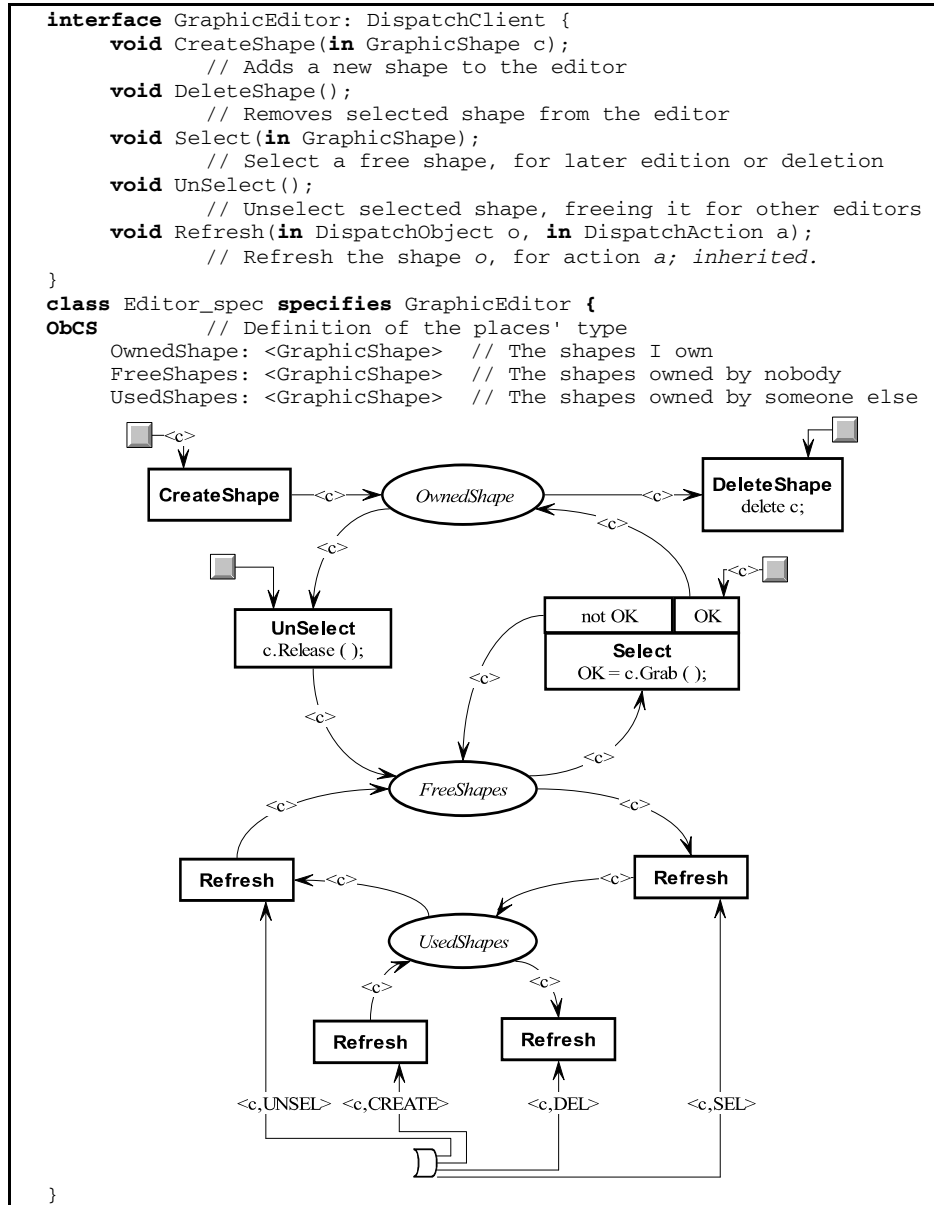 interface GraphicEditor: DispatchClient {
void CreateShape(in GraphicShape c);
// Adds a new shape to the editor
void DeleteShape();
// Removes selected shape from the editor
void Select(in GraphicShape);
// Select a free shape, for later edition or deletion
void UnSelect();
// Unselect selected shape, freeing it for other editors
void Refresh(in DispatchObject o, in DispatchAction a);
// Refresh the shape o, for action a; inherited.
}
class Editor_spec specifies GraphicEditor {
ObCS // Definition of the places' type
OwnedShape: <GraphicShape> // The shapes I own
FreeShapes: <GraphicShape> // The shapes owned by nobody
UsedShapes: <GraphicShape> // The shapes owned by someone else
<c>
CreateShape
<c>
OwnedShape
<c>
DeleteShape
delete c;
<c>
<c>
<c>
UnSelect
c.Release ( );
not OK
OK
Select
OK = c.Grab ( );
<c>
<c>
<c>
FreeShapes
<c>
<c>
Refresh
<c>
<c>
Refresh
UsedShapes
<c>
<c>
Refresh
Refresh
<c,UNSEL>
<c,CREATE>
<c,DEL>
<c,SEL>
}